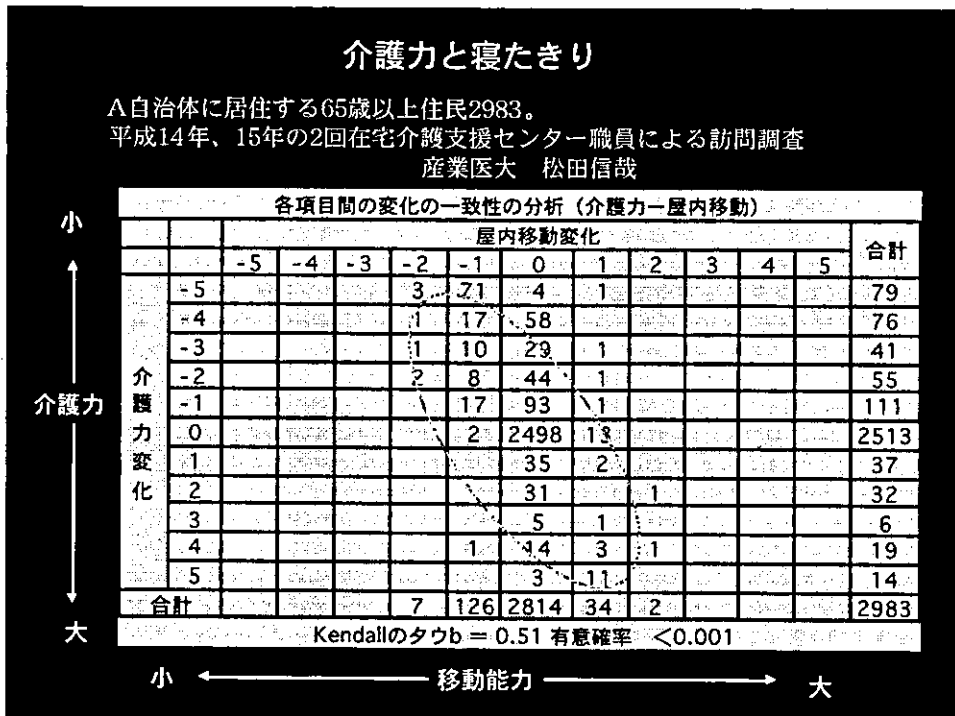 介護力と寝たきり
A自治体に居住する65歳以上住民2983。
平成14年、15年の2回在宅介護支援センター職員による訪問調査
産業医大 松田信哉
各項目間の変化の一致性の分析（介護力ー屋内移動）
屋内移動変化 合計
-5 -4 -3 -2 -1 0 1 2 3 4 5
小
介護力
大
介護力変化
-5 3 71 4 1 79
-4 1 17 58 76
-3 1 10 29 1 41
-2 2 8 44 1 55
-1 17 93 1 111
0 2 2498 13 2513
1 35 2 37
2 31 1 32
3 5 1 6
4 1 14 3 1 19
5 3 11 14
合計 7 126 2814 34 2 2983
Kendallのタウb = 0.51 有意確率 <0.001
小 移動能力 大